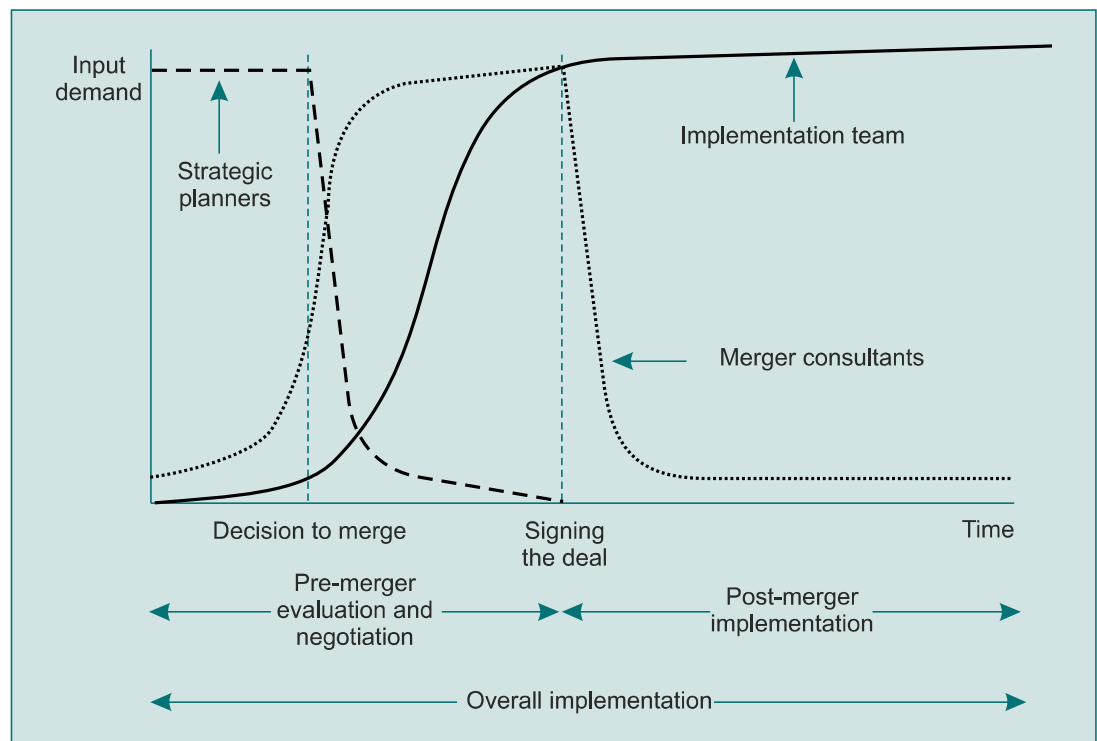 Input
demand
Strategic
planners
Implementation team
Merger consultants
Decision to merge
Signing
the deal
Time
Pre-merger
evaluation and
negotiation
Post-merger
implementation
Overall implementation